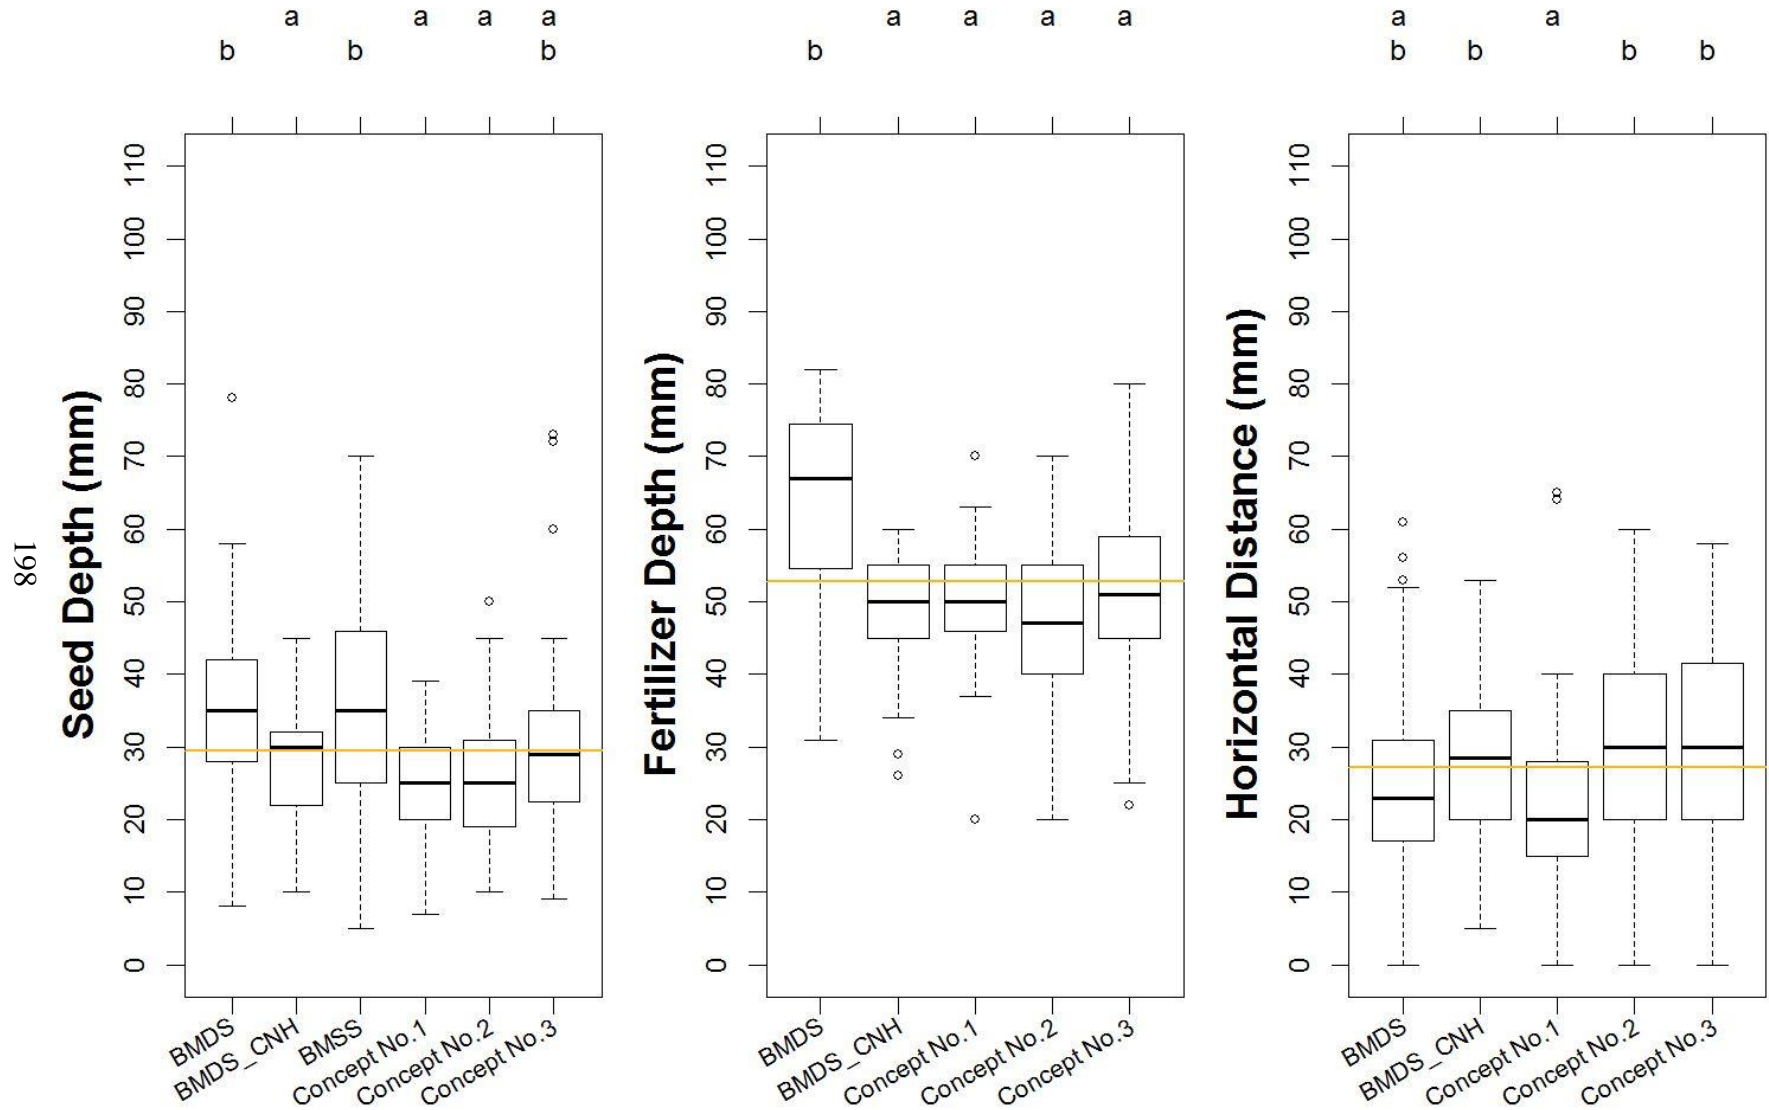 a a a a
b b b
Seed Depth (mm)
110
100
90
80
70
60
50
40
30
20
10
0
BMDS
BMDS_CNH
BMSS
Concept No.1
Concept No.2
Concept No.3
a a a a
b
Fertilizer Depth (mm)
110
100
90
80
70
60
50
40
30
20
10
0
BMDS
BMDS_CNH
Concept No.1
Concept No.2
Concept No.3
a a
b b b b
Horizontal Distance (mm)
110
100
90
80
70
60
50
40
30
20
10
0
BMDS
BMDS_CNH
Concept No.1
Concept No.2
Concept No.3
198